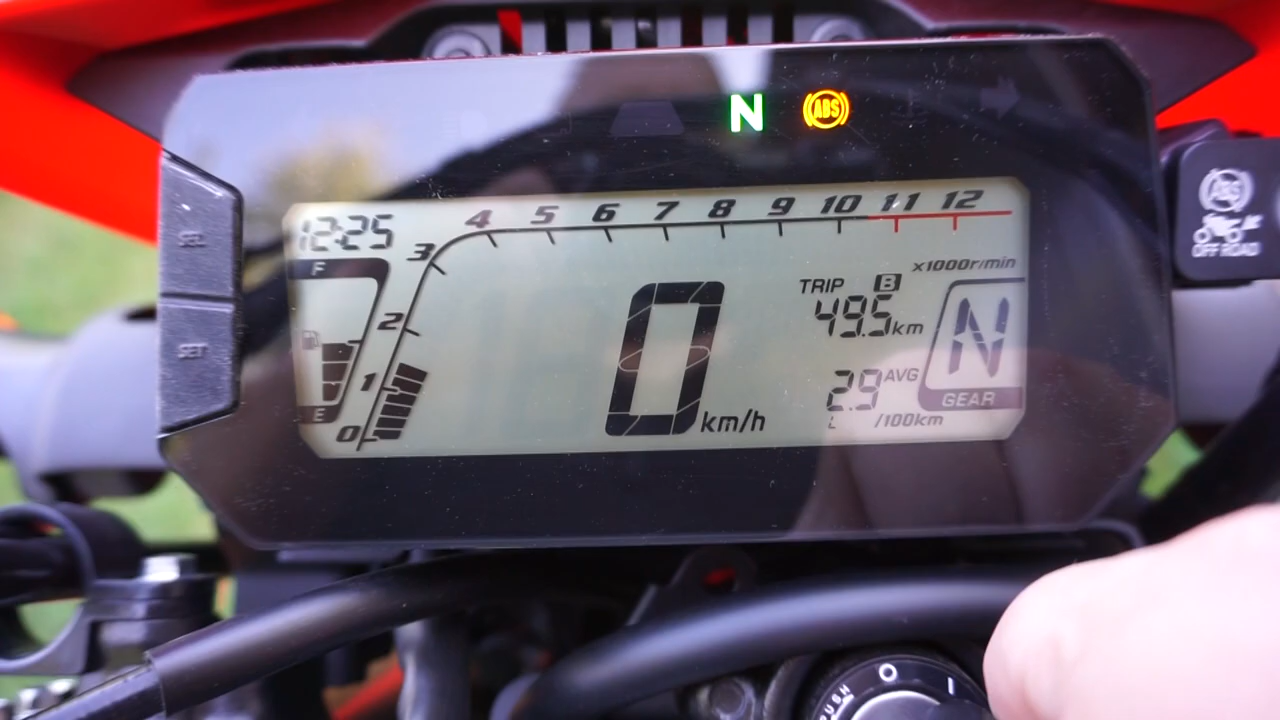 N ABS
12:25
4 5 6 7 8 9 10 11 12
3
2
1
0
x1000r/min
F
E
TRIP B
49.5km
0 km/h
2.9 AVG
L /100km
N
GEAR
SEL
SET
ABS
OFF ROAD
PUSH
O I